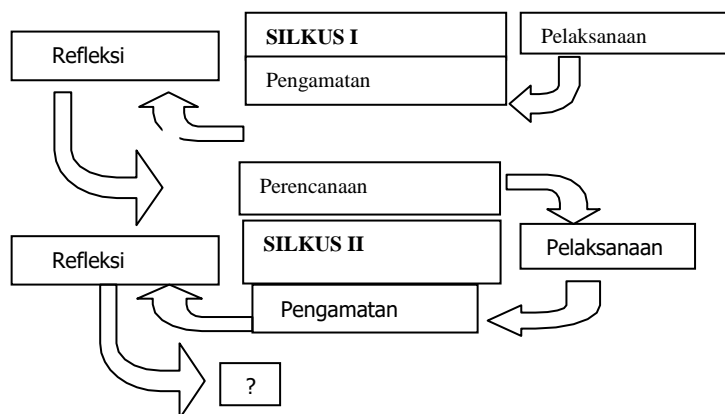 Refleksi
SILKUS I
Pelaksanaan
Pengamatan
Perencanaan
Refleksi
SILKUS II
Pelaksanaan
Pengamatan
?